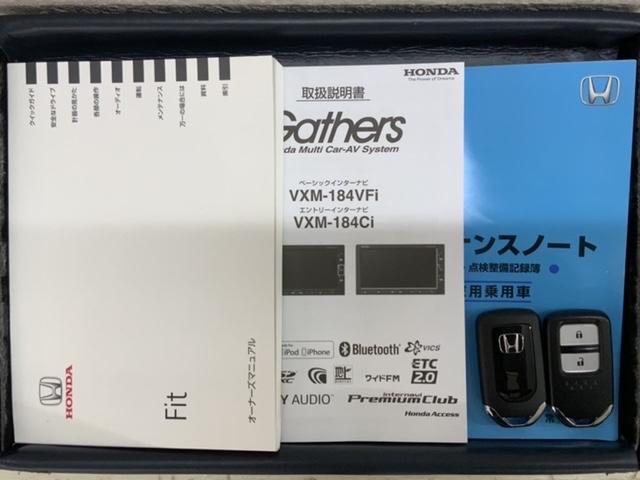 クイックガイド
安全なドライブ
計器の見かた
各部の操作
オーディオ
運転
メンテナンス
万一の場合には
資料
索引
HONDA
Fit
オーナーズマニュアル
HONDA
The Power of Dreams
取扱説明書
Gathers
Honda Multi Car-AV System
ベーシックインターナビ
VXM-184VFi
エントリーインターナビ
VXM-184Ci
iPod iPhone
Bluetooth
VICS
ワイドFM
ETC
2.0
Y AUDIO
internavi
PremiumClub
Honda Access
ナンスノート
点検整備記録簿
用乗用車